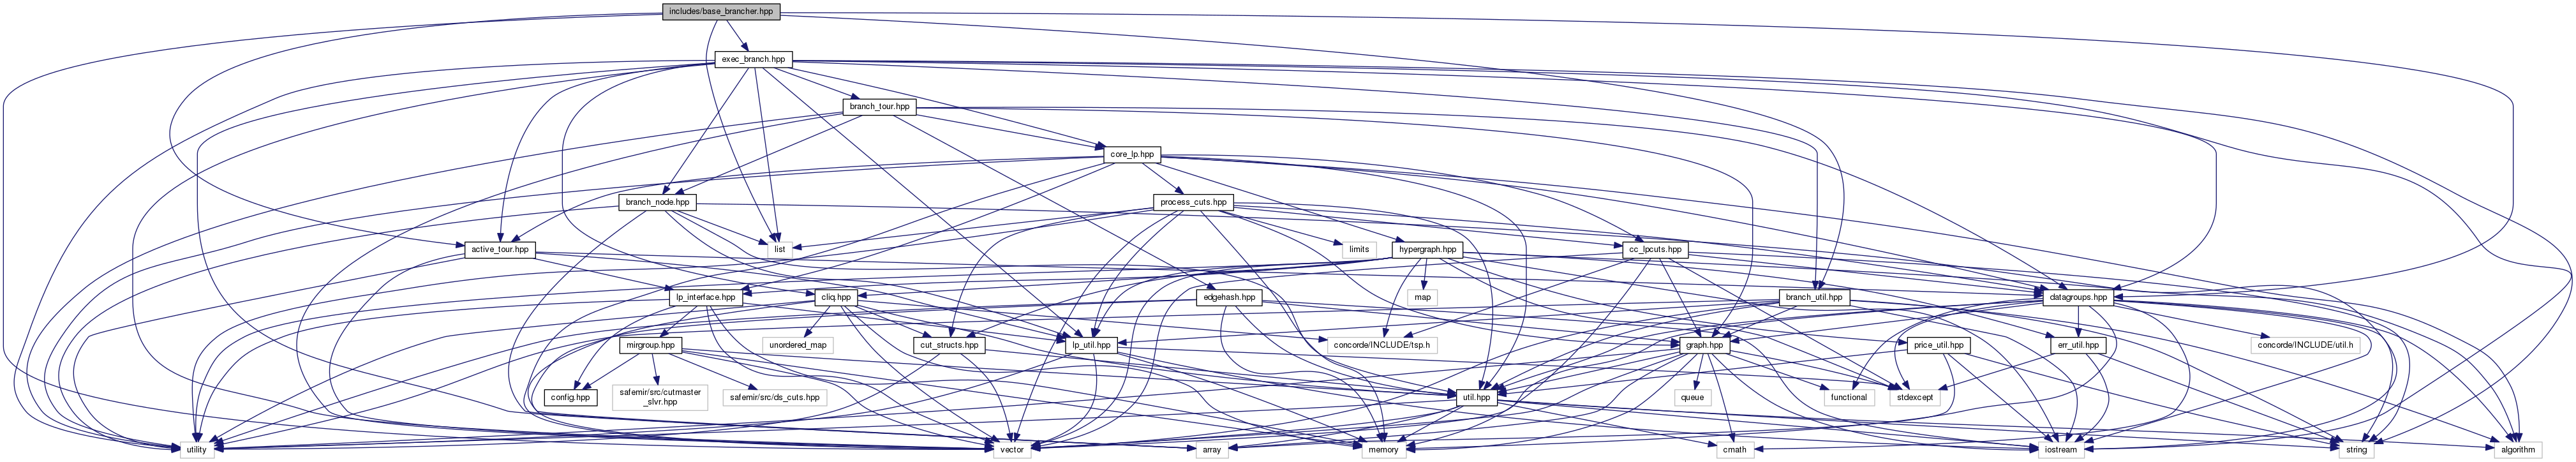 includes/base_brancher.hpp
exec_branch.hpp
branch_tour.hpp
core_lp.hpp
branch_node.hpp
process_cuts.hpp
active_tour.hpp
list
limits
hypergraph.hpp
cc_lpcuts.hpp
lp_interface.hpp
cliq.hpp
edgehash.hpp
map
branch_util.hpp
datagroups.hpp
mirgroup.hpp
unordered_map
cut_structs.hpp
lp_util.hpp
concorde/INCLUDE/tsp.h
graph.hpp
price_util.hpp
err_util.hpp
concorde/INCLUDE/util.h
config.hpp
safemir/src/cutmaster
_slvr.hpp
safemir/src/ds_cuts.hpp
util.hpp
queue
functional
stdexcept
utility
vector
array
memory
cmath
iostream
string
algorithm